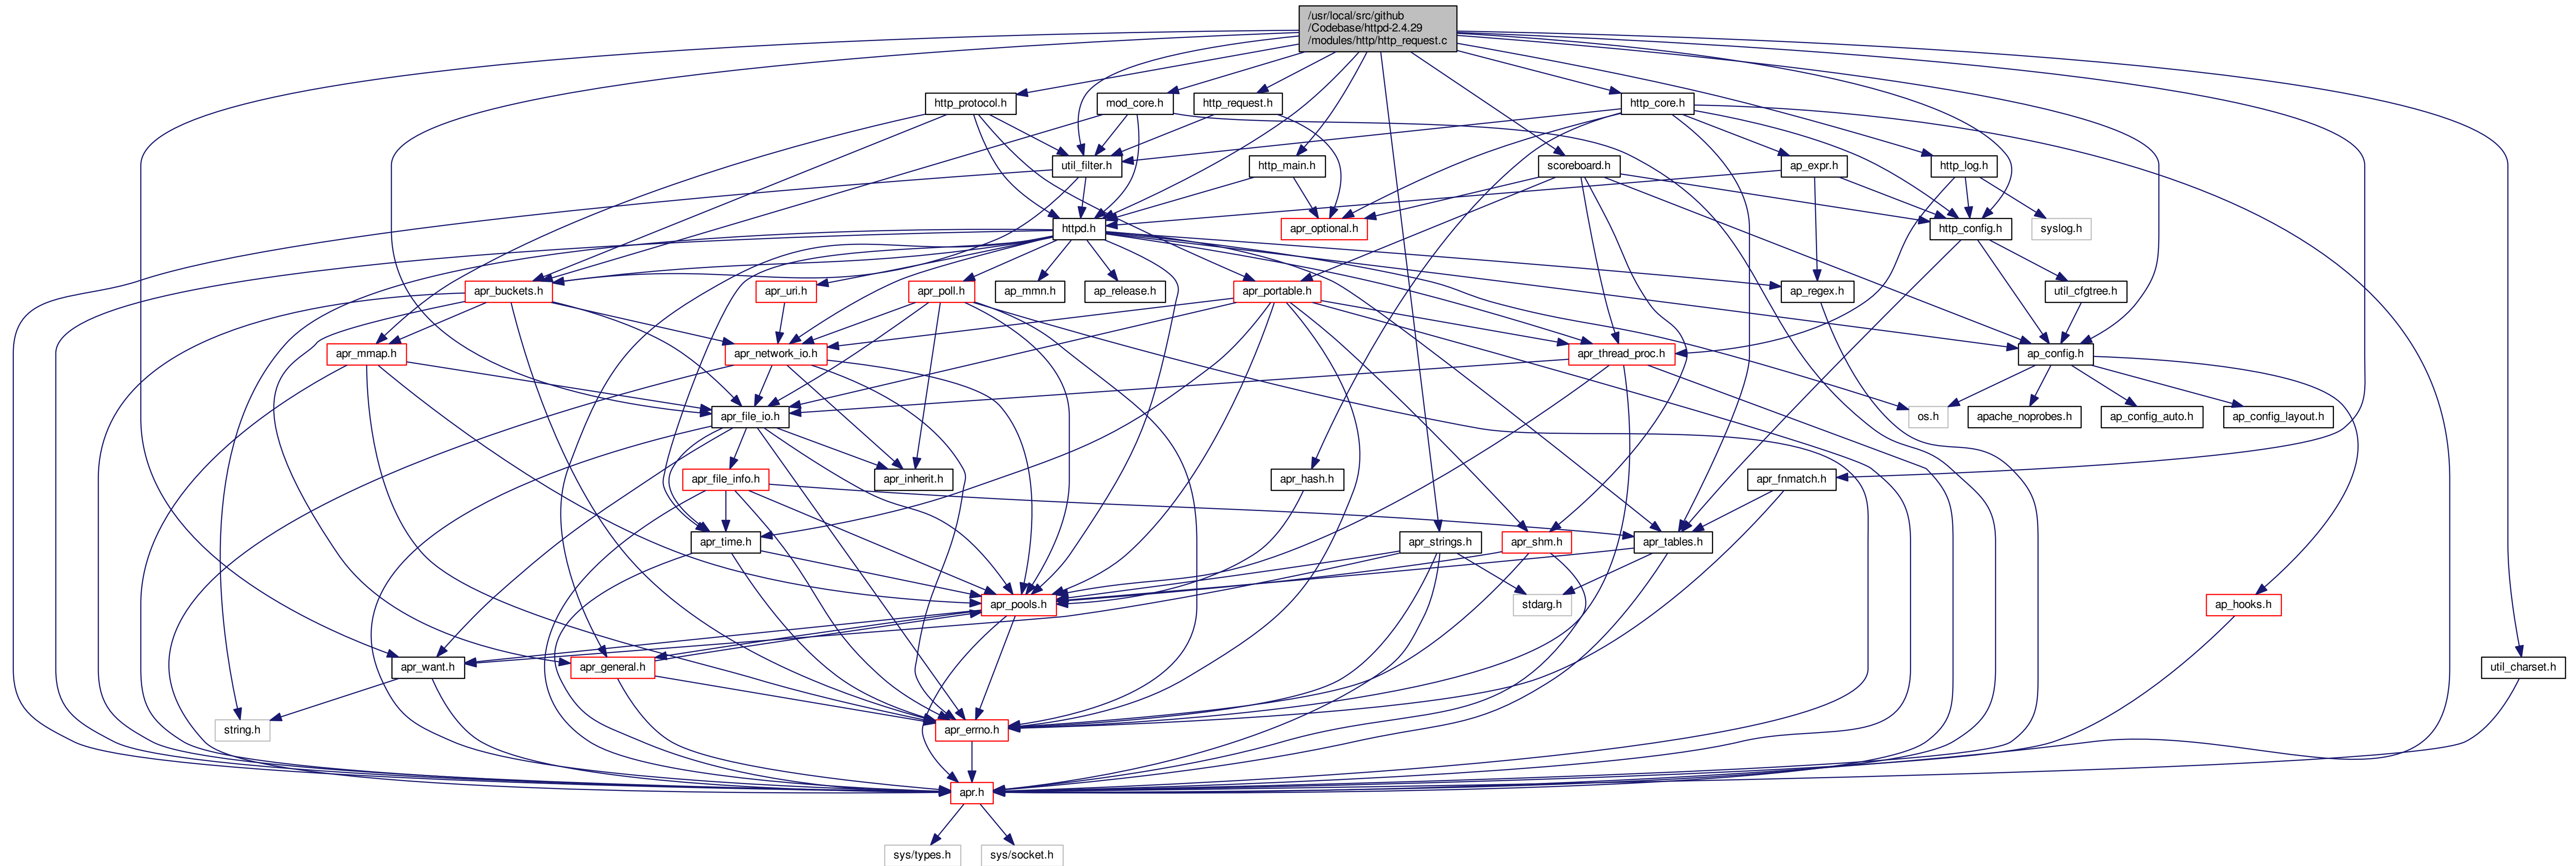 /usr/local/src/github
/Codebase/httpd-2.4.29
/modules/http/http_request.c
http_protocol.h
mod_core.h
http_request.h
http_core.h
util_filter.h
http_main.h
scoreboard.h
ap_expr.h
http_log.h
httpd.h
apr_optional.h
http_config.h
syslog.h
apr_buckets.h
apr_uri.h
apr_poll.h
ap_mmn.h
ap_release.h
apr_portable.h
ap_regex.h
util_cfgtree.h
apr_mmap.h
apr_network_io.h
apr_thread_proc.h
ap_config.h
apr_file_io.h
os.h
apache_noprobes.h
ap_config_auto.h
ap_config_layout.h
apr_file_info.h
apr_inherit.h
apr_hash.h
apr_fnmatch.h
apr_time.h
apr_strings.h
apr_shm.h
apr_tables.h
apr_pools.h
stdarg.h
ap_hooks.h
apr_want.h
apr_general.h
util_charset.h
string.h
apr_errno.h
apr.h
sys/types.h
sys/socket.h